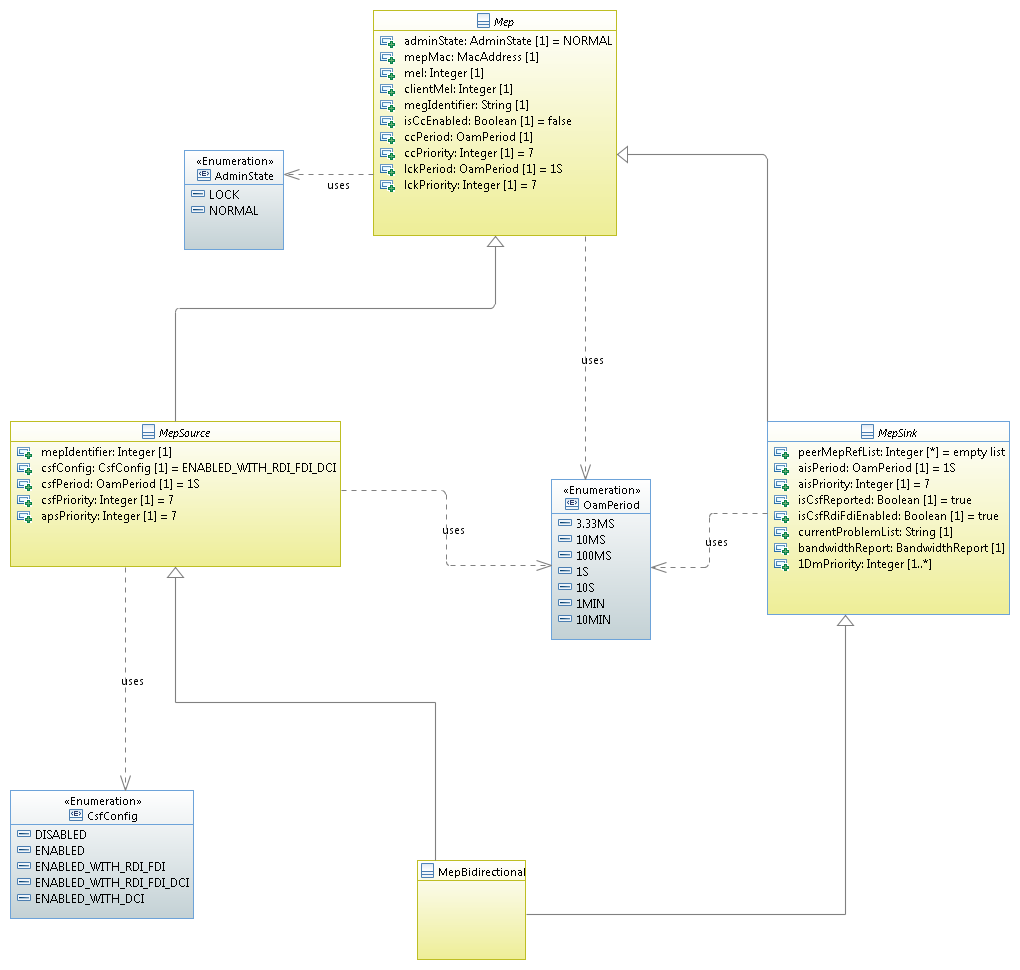 Mep
adminState: AdminState [1] = NORMAL
mepMac: MacAddress [1]
mel: Integer [1]
clientMel: Integer [1]
megIdentifier: String [1]
isCcEnabled: Boolean [1] = false
ccPeriod: OamPeriod [1]
ccPriority: Integer [1] = 7
lckPeriod: OamPeriod [1] = 1S
lckPriority: Integer [1] = 7
«Enumeration»
AdminState
LOCK
NORMAL
uses
uses
MepSource
mepIdentifier: Integer [1]
csfConfig: CsfConfig [1] = ENABLED_WITH_RDI_FDI_DCI
csfPeriod: OamPeriod [1] = 1S
csfPriority: Integer [1] = 7
apsPriority: Integer [1] = 7
uses
«Enumeration»
OamPeriod
3.33MS
10MS
100MS
1S
10S
1MIN
10MIN
uses
MepSink
peerMepRefList: Integer [*] = empty list
aisPeriod: OamPeriod [1] = 1S
aisPriority: Integer [1] = 7
isCsfReported: Boolean [1] = true
isCsfRdiFdiEnabled: Boolean [1] = true
currentProblemList: String [1]
bandwidthReport: BandwidthReport [1]
1DmPriority: Integer [1..*]
uses
«Enumeration»
CsfConfig
DISABLED
ENABLED
ENABLED_WITH_RDI_FDI
ENABLED_WITH_RDI_FDI_DCI
ENABLED_WITH_DCI
MepBidirectional